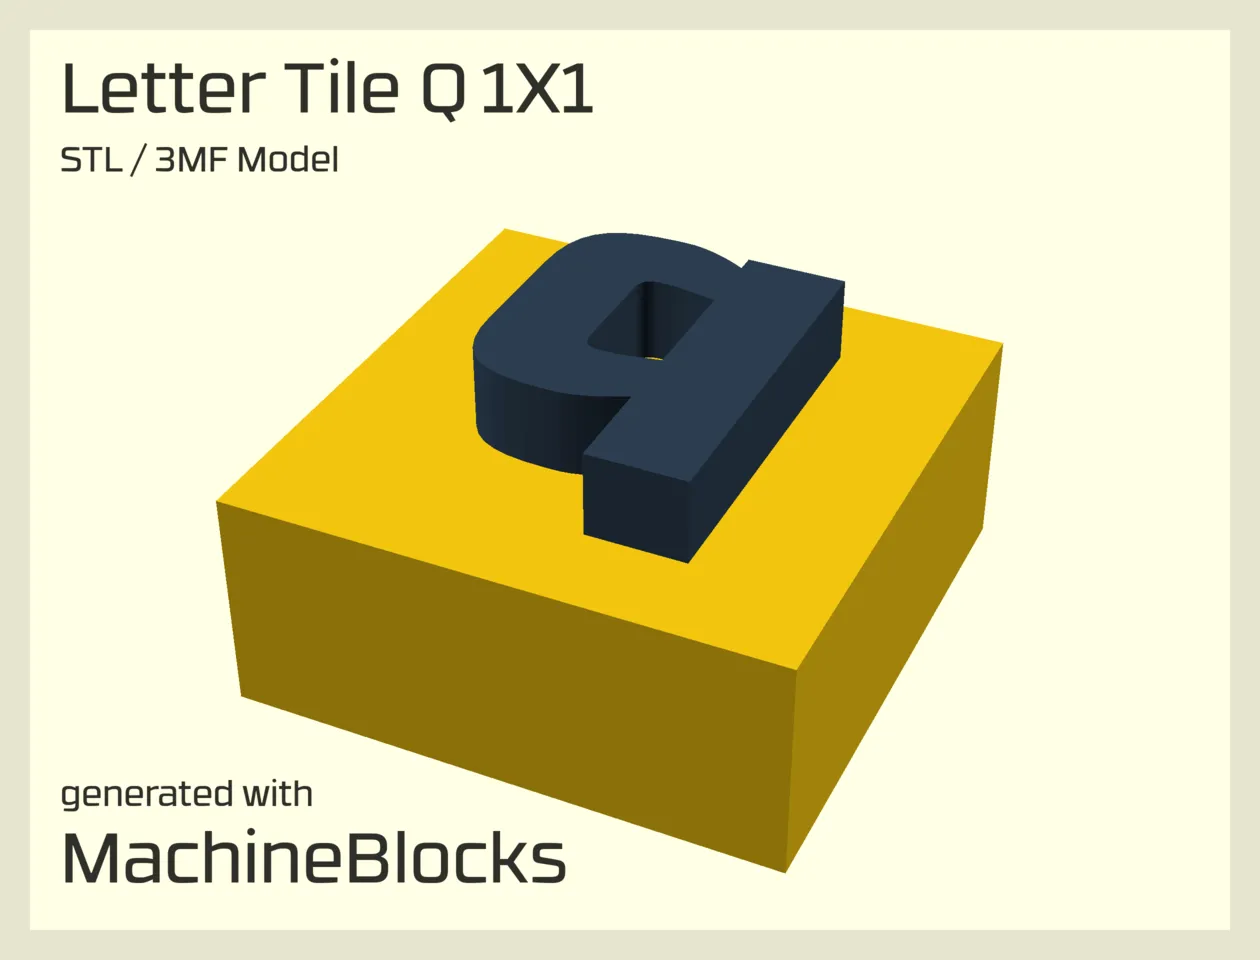 Letter Tile Q 1X1
STL / 3MF Model
q
generated with
MachineBlocks